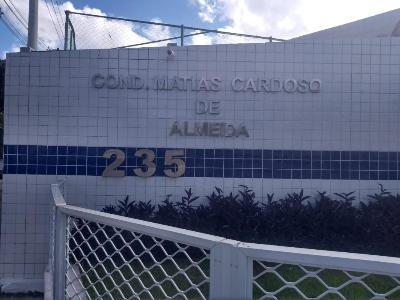 COND. MATIAS CARDOSO
DE
ALMEIDA
235